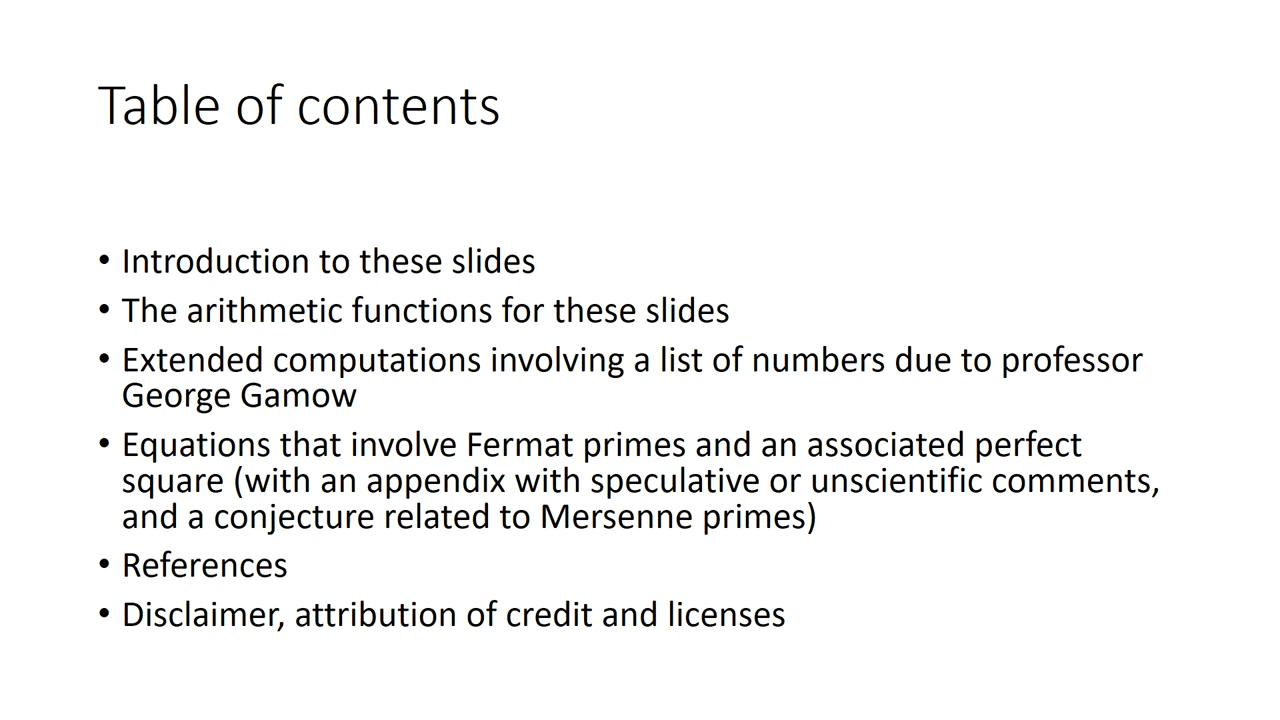 Table of contents
• Introduction to these slides
• The arithmetic functions for these slides
• Extended computations involving a list of numbers due to professor
George Gamow
• Equations that involve Fermat primes and an associated perfect
square (with an appendix with speculative or unscientific comments,
and a conjecture related to Mersenne primes)
• References
• Disclaimer, attribution of credit and licenses